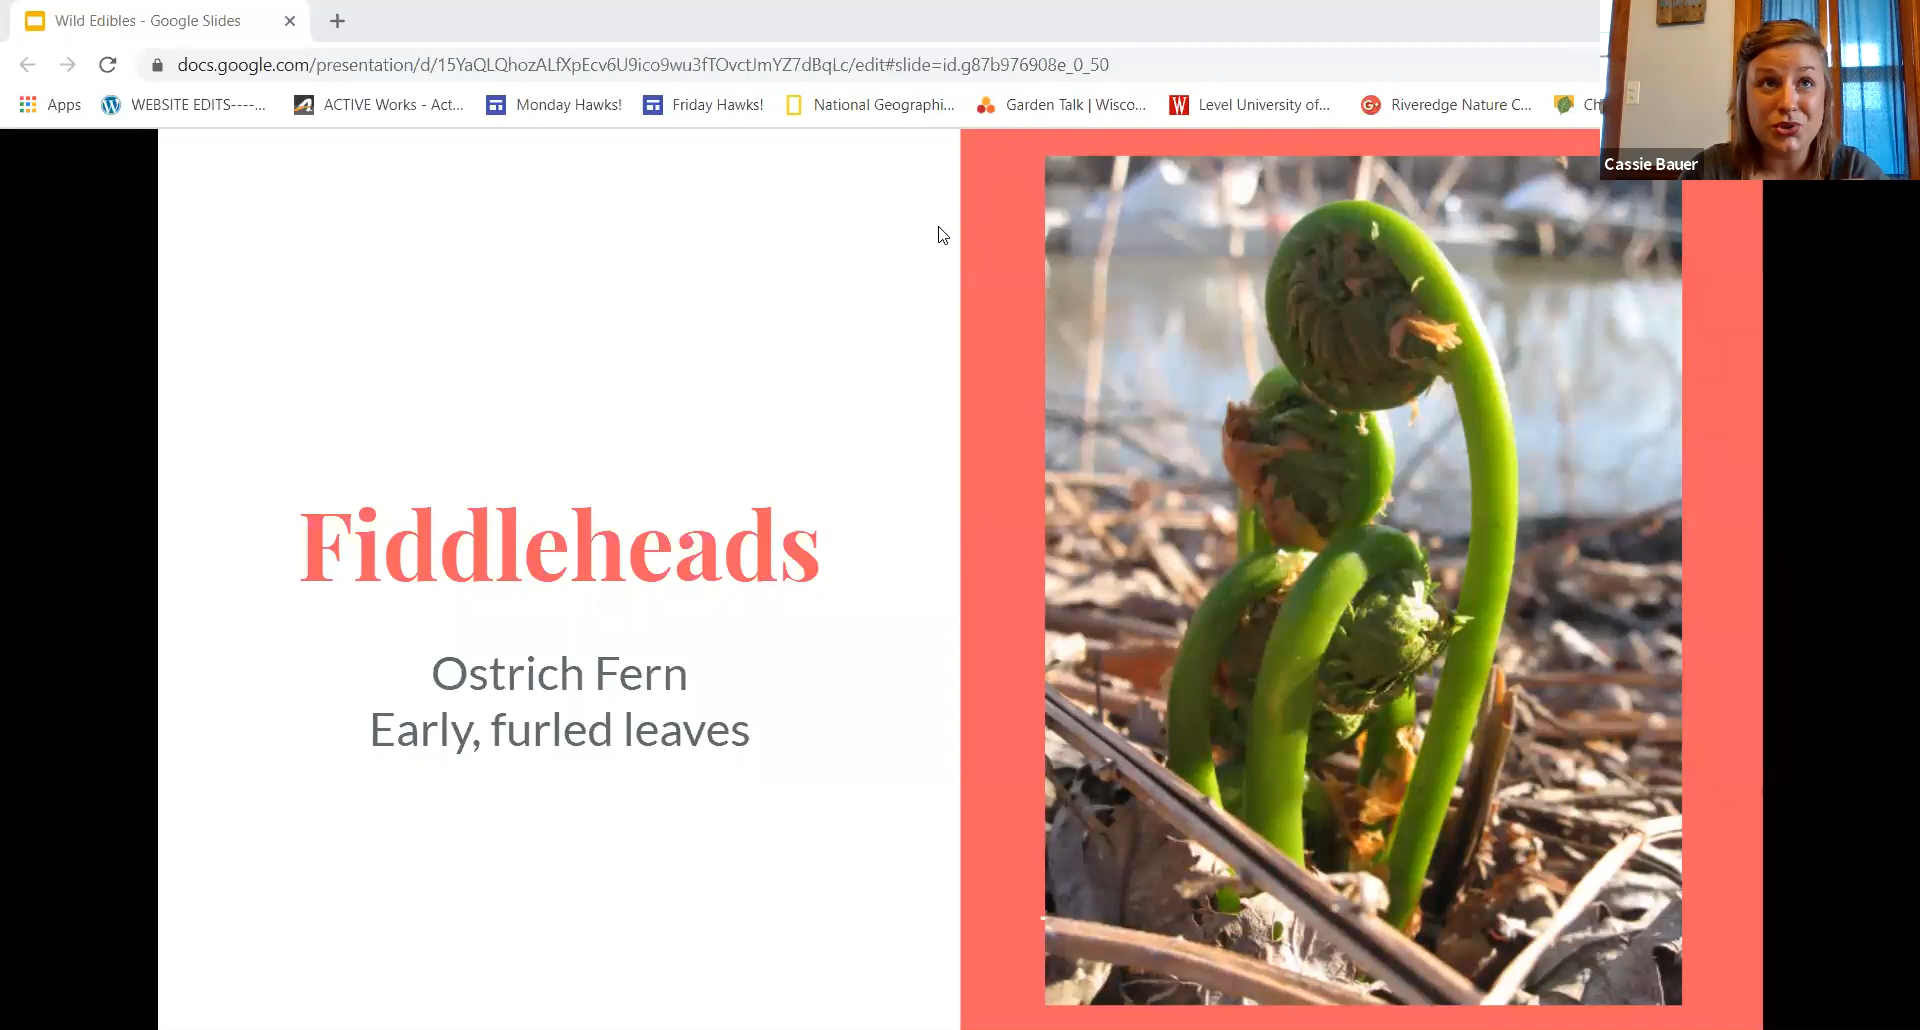 Wild Edibles - Google Slides
docs.google.com/presentation/d/15YaQLQhozALfXpEcv6U9ico9wu3fTOvctJmYZ7dBqLc/edit#slide=id.g87b976908e_0_50
Apps
WEBSITE EDITS----...
ACTIVE Works - Act...
Monday Hawks!
Friday Hawks!
National Geographi...
Garden Talk | Wisco...
Level University of...
Riveredge Nature C...
Ch
Cassie Bauer
Fiddleheads
Ostrich Fern
Early, furled leaves